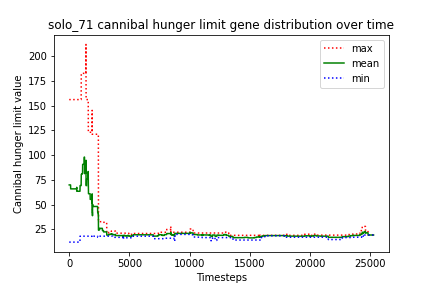 solo_71 cannibal hunger limit gene distribution over time
Cannibal hunger limit value
200
175
150
125
100
75
50
25
max
mean
min
0 5000 10000 15000 20000 25000
Timesteps